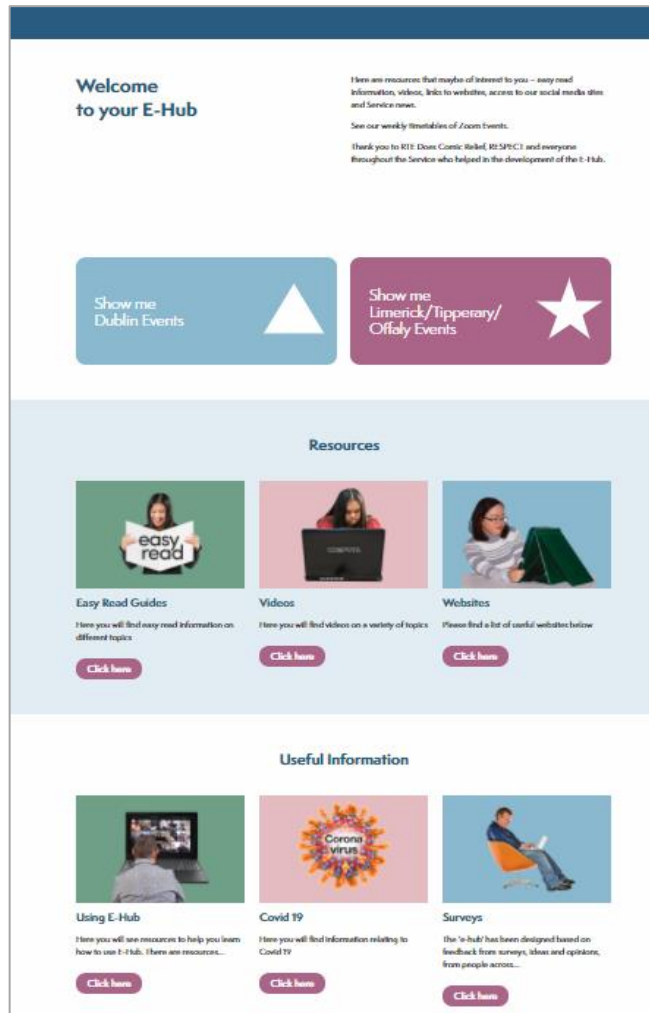 Welcome
to your E-Hub
Here are resources that maybe of interest to you – easy read
information, videos, links to websites, access to our social media sites
and Service news.
See our weekly timetables of Zoom Events.
Thank you to RTE Does Comic Relief, RESPECT and everyone
throughout the Service who helped in the development of the E-Hub.
Show me
Dublin Events
Show me
Limerick/Tipperary/
Offaly Events
Resources
easy
read
COMPUTA
Easy Read Guides
Here you will find easy read information on
different topics
Click here
Videos
Here you will find videos on a variety of topics
Click here
Websites
Please find a list of useful websites below
Click here
Useful Information
Corona
virus
Using E-Hub
Here you will see resources to help you learn
how to use E-Hub. There are resources...
Click here
Covid 19
Here you will find information relating to
Covid 19
Click here
Surveys
The 'e-hub' has been designed based on
feedback from surveys, ideas and opinions,
from people across...
Click here